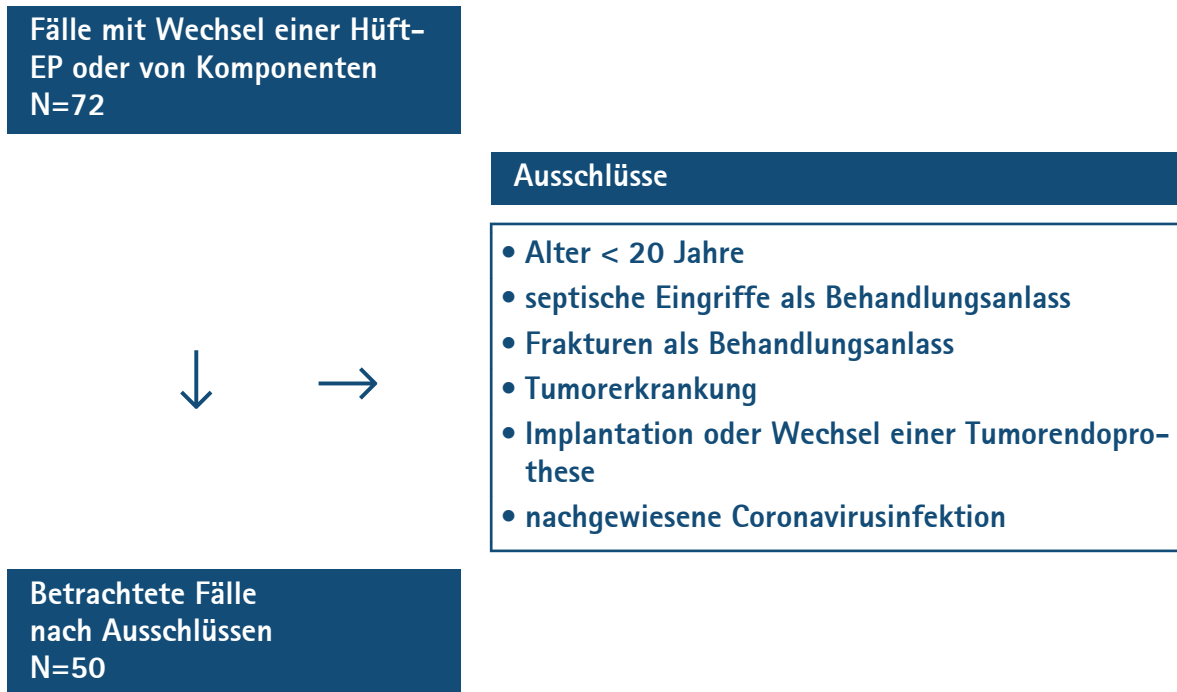 Fälle mit Wechsel einer Hüft-
EP oder von Komponenten
N=72
Ausschlüsse
• Alter < 20 Jahre
• septische Eingriffe als Behandlungsanlass
• Frakturen als Behandlungsanlass
• Tumorerkrankung
• Implantation oder Wechsel einer Tumorendopro-
these
• nachgewiesene Coronavirusinfektion
Betrachtete Fälle
nach Ausschlüssen
N=50